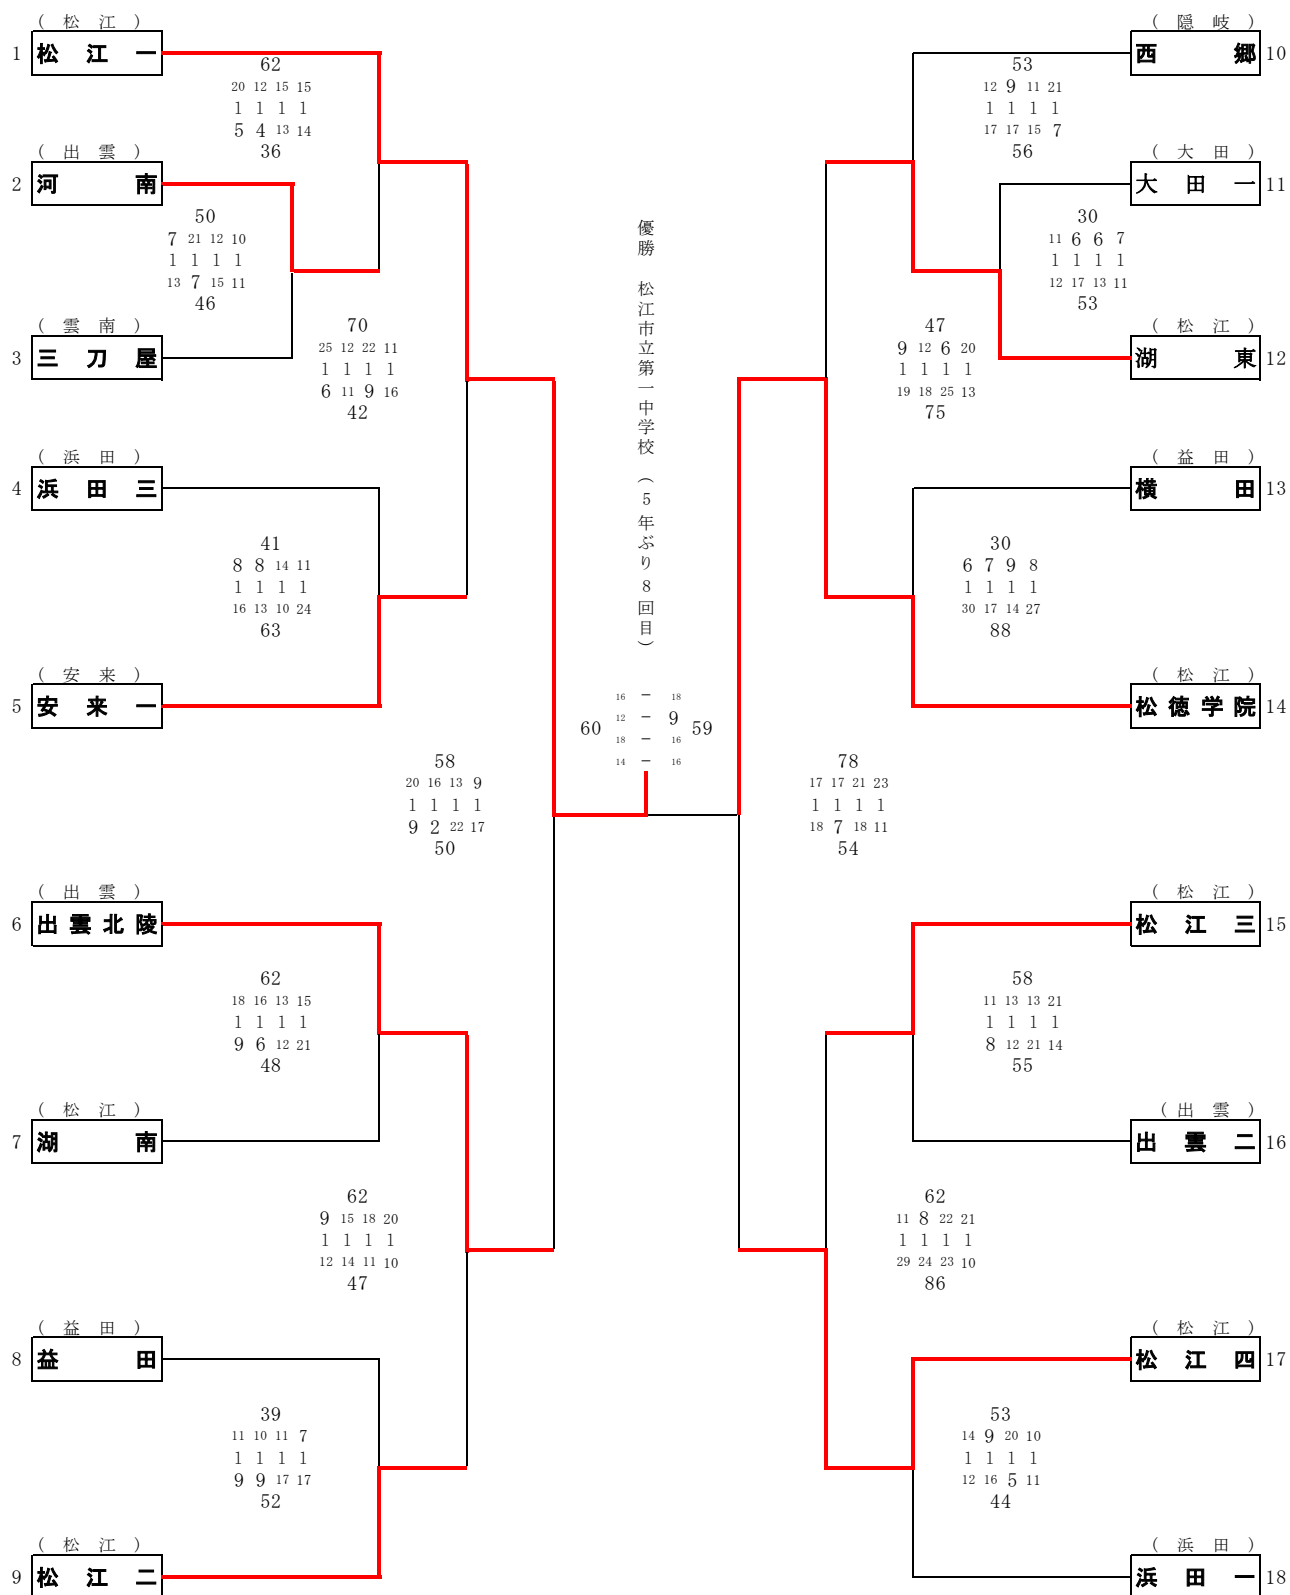 ( 松 江 )
1 松 江 一
62
20 12 15 15
1 1 1 1
5 4 13 14
36
( 出 雲 )
2 河 南
50
7 21 12 10
1 1 1 1
13 7 15 11
46
( 雲 南 )
3 三 刀 屋
70
25 12 22 11
1 1 1 1
6 11 9 16
42
( 浜 田 )
4 浜 田 三
41
8 8 14 11
1 1 1 1
16 13 10 24
63
( 安 来 )
5 安 来 一
58
20 16 13 9
1 1 1 1
9 2 22 17
50
( 出 雲 )
6 出 雲 北 陵
62
18 16 13 15
1 1 1 1
9 6 12 21
48
( 松 江 )
7 湖 南
62
9 15 18 20
1 1 1 1
12 14 11 10
47
( 益 田 )
8 益 田
39
11 10 11 7
1 1 1 1
9 9 17 17
52
( 松 江 )
9 松 江 二
優勝 松江市立第一中学校 (5年ぶり8回目)
16 − 18
12 − 9
60 59
18 − 16
14 − 16
( 隠 岐 )
西 郷 10
53
12 9 11 21
1 1 1 1
17 17 15 7
56
( 大 田 )
大 田 一 11
30
11 6 6 7
1 1 1 1
12 17 13 11
53
( 松 江 )
湖 東 12
47
9 12 6 20
1 1 1 1
19 18 25 13
75
( 益 田 )
横 田 13
30
6 7 9 8
1 1 1 1
30 17 14 27
88
( 松 江 )
松 徳 学 院 14
78
17 17 21 23
1 1 1 1
18 7 18 11
54
( 松 江 )
松 江 三 15
58
11 13 13 21
1 1 1 1
8 12 21 14
55
( 出 雲 )
出 雲 二 16
62
11 8 22 21
1 1 1 1
29 24 23 10
86
( 松 江 )
松 江 四 17
53
14 9 20 10
1 1 1 1
12 16 5 11
44
( 浜 田 )
浜 田 一 18